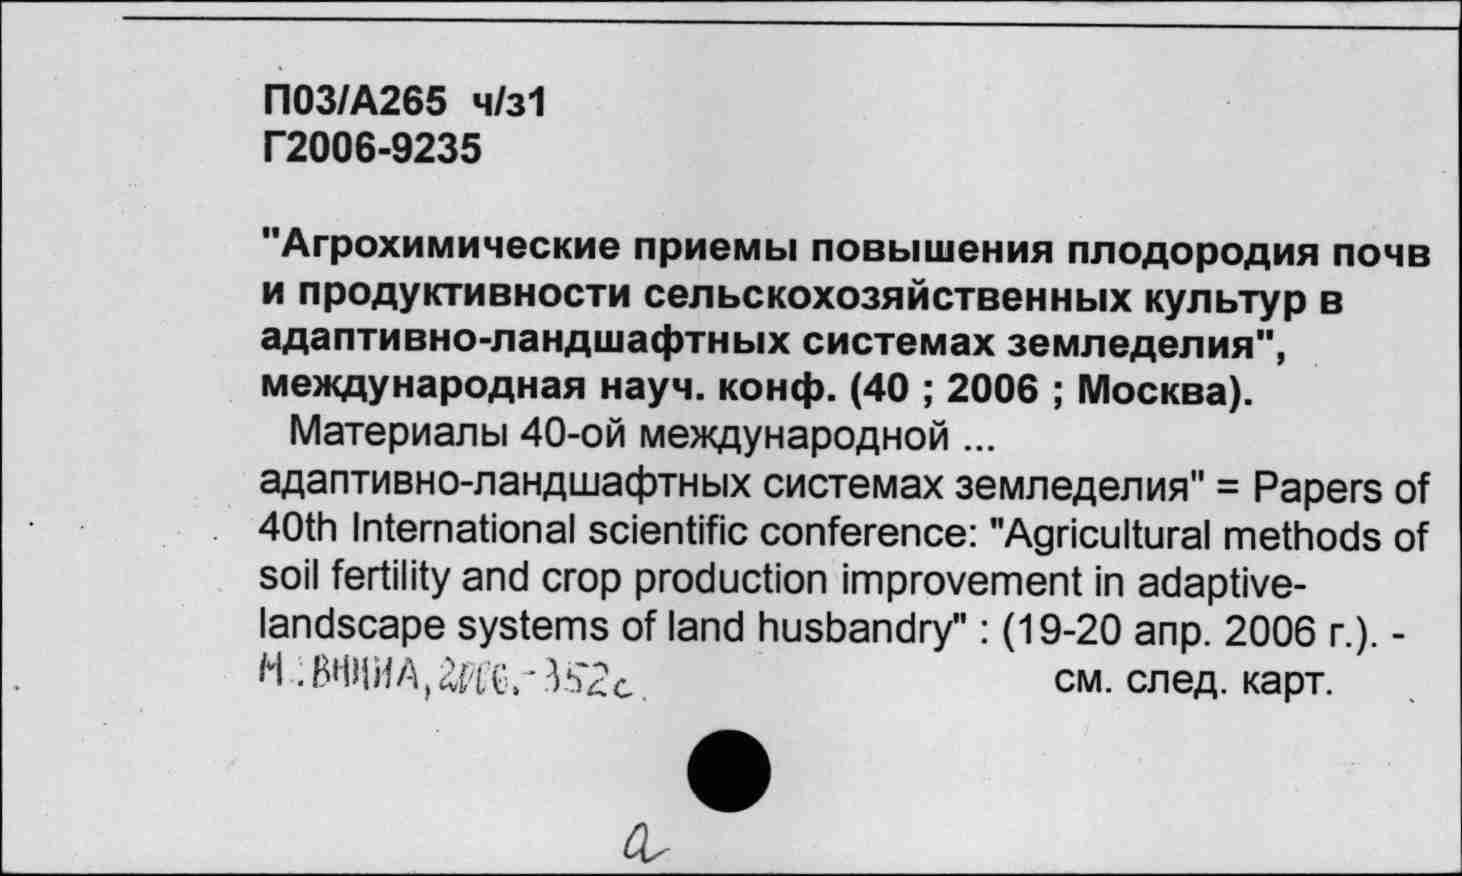 П03/А265 ч/з1
Г2006-9235
"Агрохимические приемы повышения плодородия почв
и продуктивности сельскохозяйственных культур в
адаптивно-ландшафтных системах земледелия",
международная науч. конф. (40 ; 2006 ; Москва).
Материалы 40-ой международной ...
адаптивно-ландшафтных системах земледелия" = Papers of
40th International scientific conference: "Agricultural methods of
soil fertility and crop production improvement in adaptive-
landscape systems of land husbandry" : (19-20 апр. 2006 г.). -
М.: ВНИИА, 2006.- 352с.
см. след. карт.
а